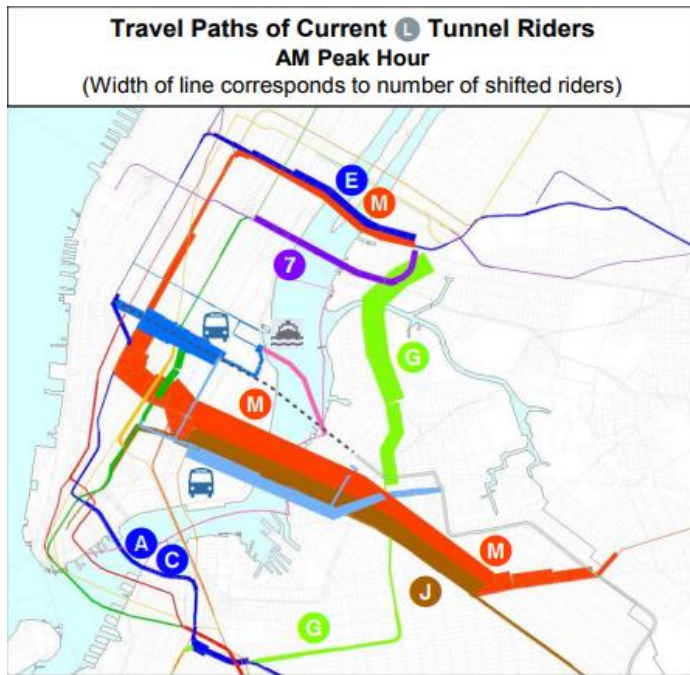 Travel Paths of Current L Tunnel Riders
AM Peak Hour
(Width of line corresponds to number of shifted riders)
E
M
7
G
M
A
C
M
J
G